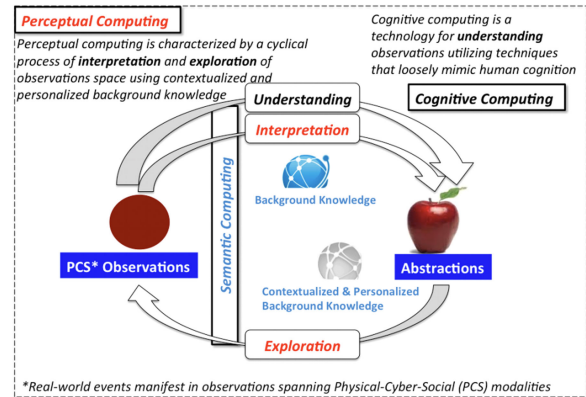 Perceptual Computing
Perceptual computing is characterized by a cyclical
process of interpretation and exploration of
observations space using contextualized and
personalized background knowledge
Cognitive computing is a
technology for understanding
observations utilizing techniques
that loosely mimic human cognition
Cognitive Computing
Understanding
Interpretation
Semantic Computing
Background Knowledge
PCS* Observations
Abstractions
Contextualized & Personalized
Background Knowledge
Exploration
*Real-world events manifest in observations spanning Physical-Cyber-Social (PCS) modalities